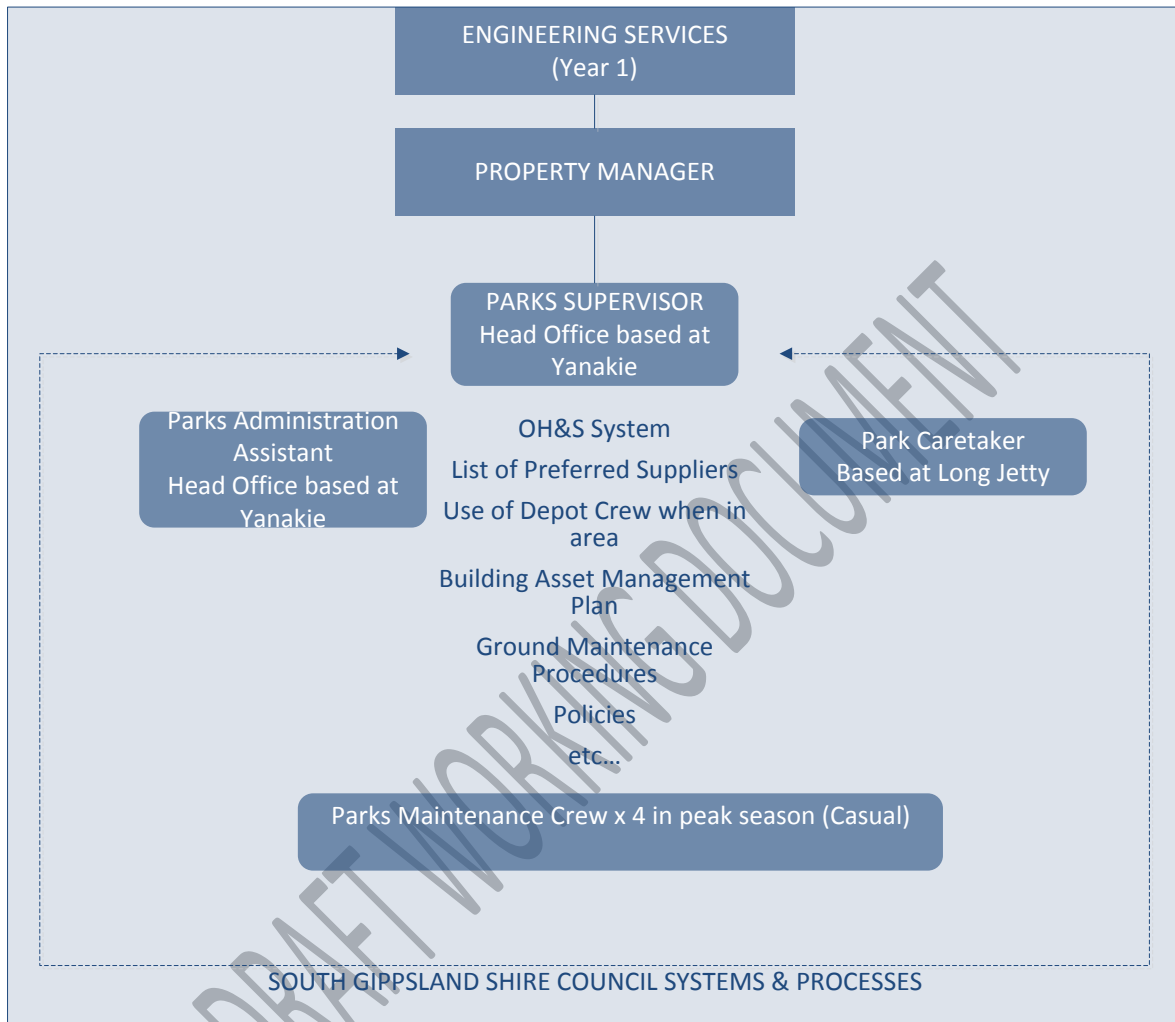 ENGINEERING SERVICES
(Year 1)
PROPERTY MANAGER
PARKS SUPERVISOR
Head Office based at
Yanakie
Parks Administration
Assistant
Head Office based at
Yanakie
OH&S System
List of Preferred Suppliers
Use of Depot Crew when in
area
Building Asset Management
Plan
Ground Maintenance
Procedures
Policies
etc...
Park Caretaker
Based at Long Jetty
Parks Maintenance Crew x 4 in peak season (Casual)
SOUTH GIPPSLAND SHIRE COUNCIL SYSTEMS & PROCESSES
DRAFT WORKING DOCUMENT